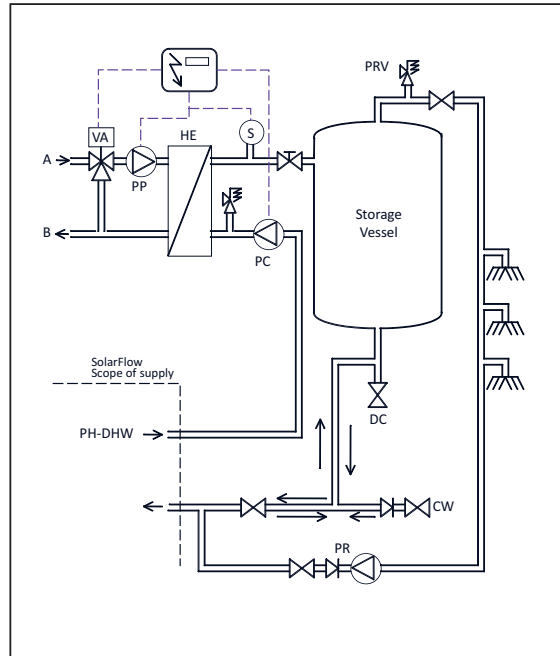 PRV
VA
HE
S
A
PP
Storage
Vessel
B
PC
SolarFlow
Scope of supply
DC
PH-DHW
CW
PR